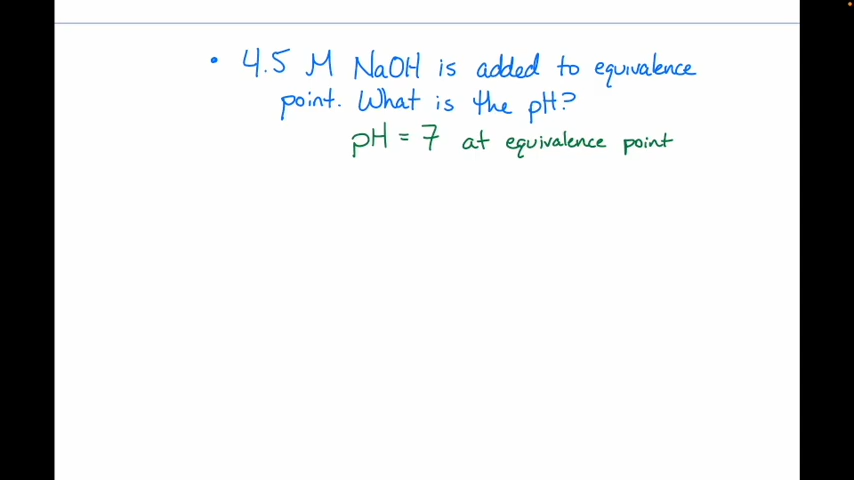 • 4.5 M NaOH is added to equivalence
point. What is the pH?
pH = 7 at equivalence point